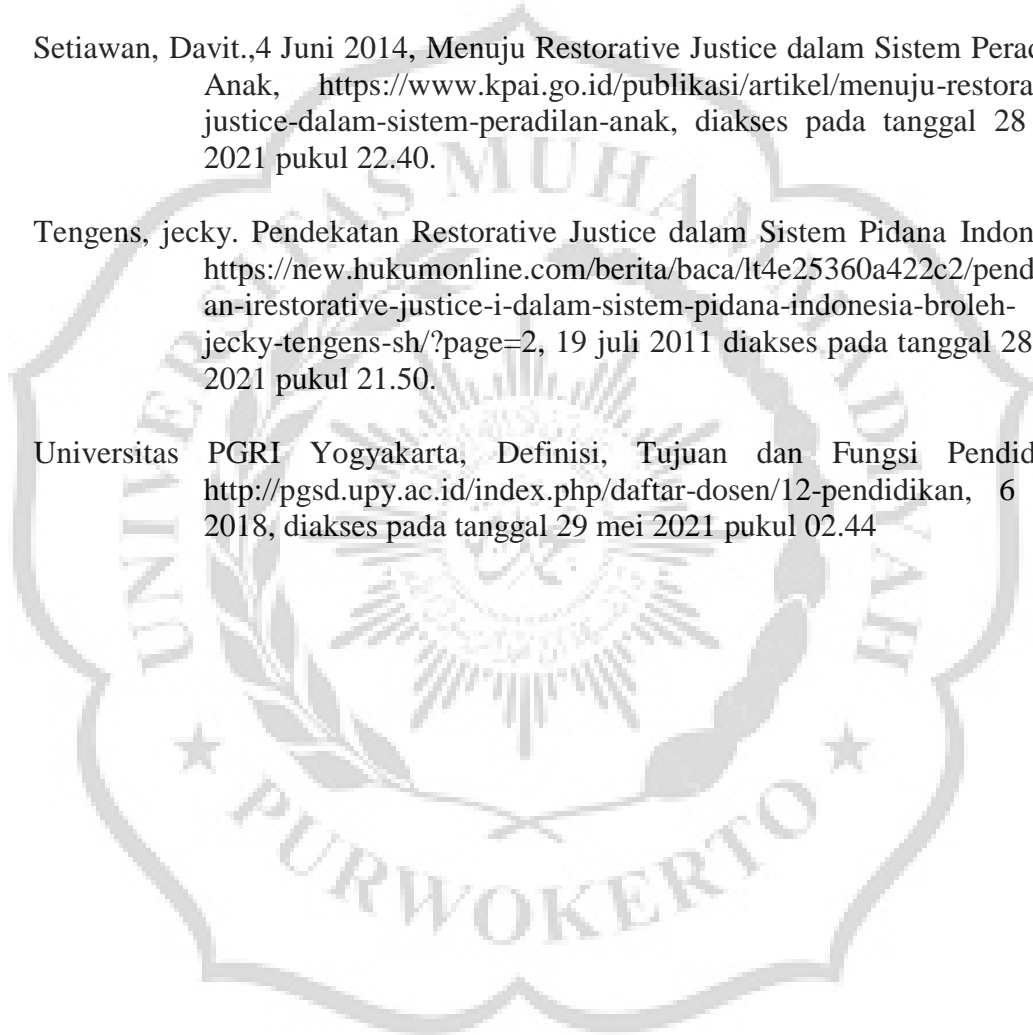 Setiawan, Davit.,4 Juni 2014, Menuju Restorative Justice dalam Sistem Perad
Anak, https://www.kpai.go.id/publikasi/artikel/menuju-restora
justice-dalam-sistem-peradilan-anak, diakses pada tanggal 28
2021 pukul 22.40.
Tengens, jecky. Pendekatan Restorative Justice dalam Sistem Pidana Indon
https://new.hukumonline.com/berita/baca/lt4e25360a422c2/pend
an-irestorative-justice-i-dalam-sistem-pidana-indonesia-broleh-
jecky-tengens-sh/?page=2, 19 juli 2011 diakses pada tanggal 28
2021 pukul 21.50.
Universitas PGRI Yogyakarta, Definisi, Tujuan dan Fungsi Pendid
http://pgsd.upy.ac.id/index.php/daftar-dosen/12-pendidikan, 6
2018, diakses pada tanggal 29 mei 2021 pukul 02.44
UNIVERSITAS MUHAMMADIYAH
PURWOKERTO